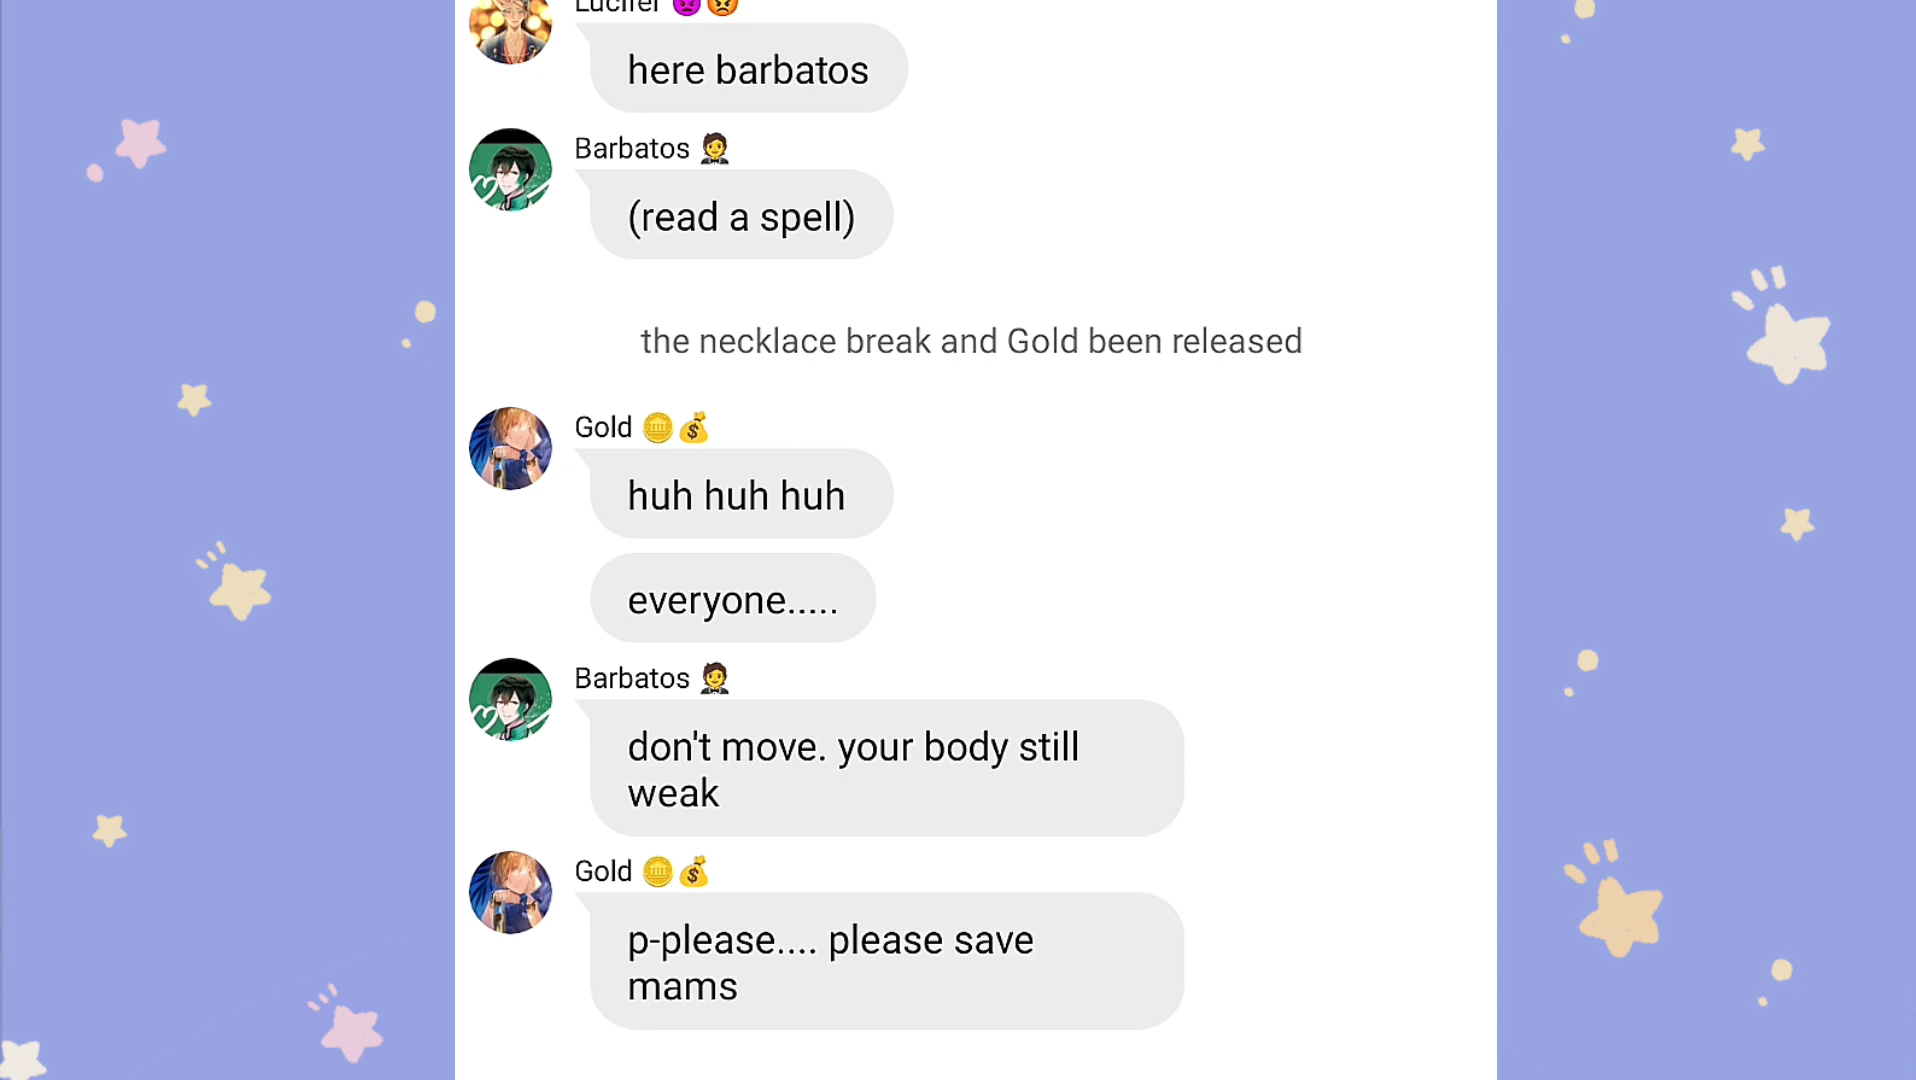 Lucifer 👿😡
here barbatos
Barbatos 🤵
(read a spell)
the necklace break and Gold been released
Gold 🪙💰
huh huh huh
everyone.....
Barbatos 🤵
don't move. your body still
weak
Gold 🪙💰
p-please.... please save
mams